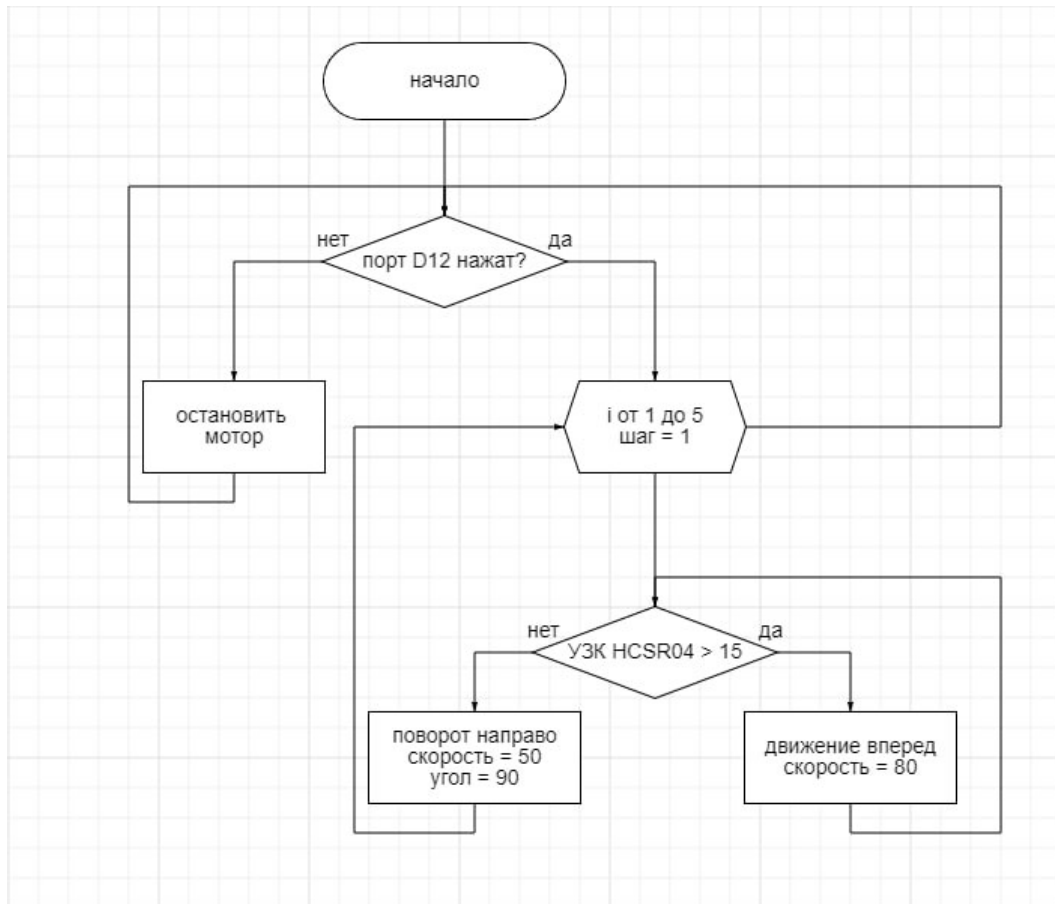 начало
нет
да
порт D12 нажат?
остановить
мотор
i от 1 до 5
шаг = 1
нет
да
УЗК HCSR04 > 15
поворот направо
скорость = 50
угол = 90
движение вперед
скорость = 80